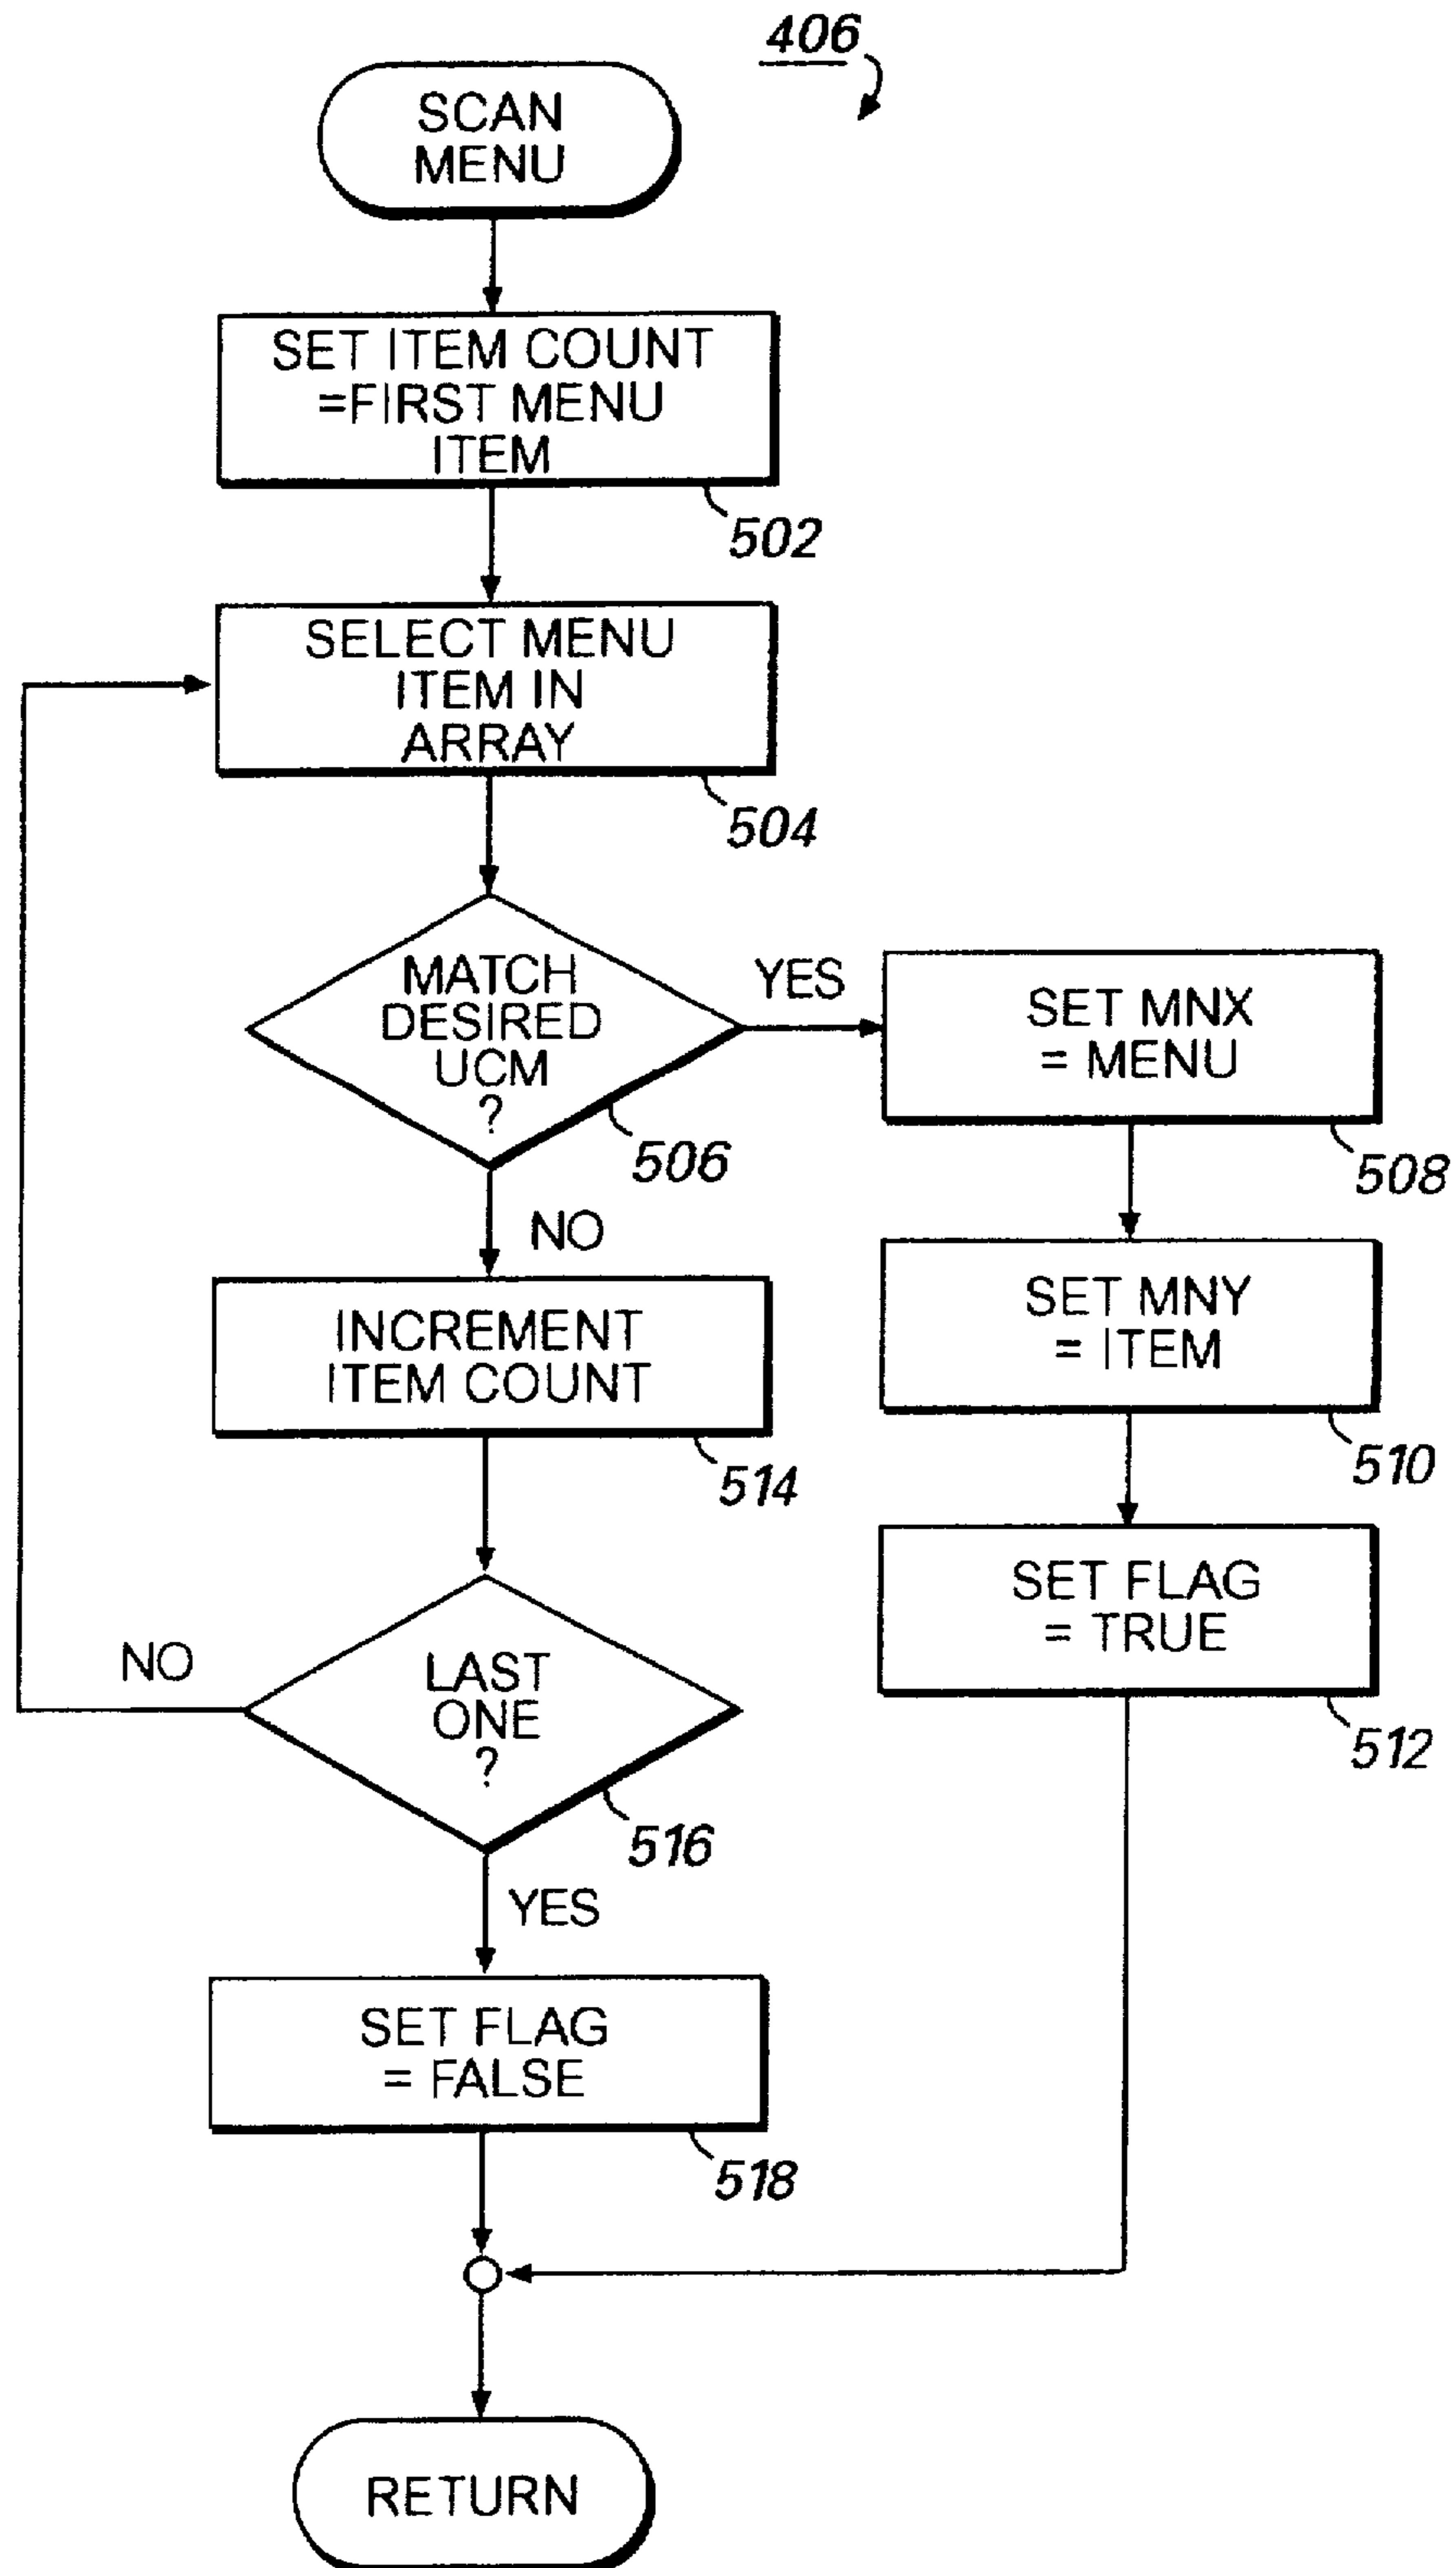 406
SCAN
MENU
SET ITEM COUNT
=FIRST MENU
ITEM
502
SELECT MENU
ITEM IN
ARRAY
504
MATCH
DESIRED
UCM
?
506
YES
SET MNX
= MENU
508
NO
SET MNY
= ITEM
510
INCREMENT
ITEM COUNT
514
SET FLAG
= TRUE
512
NO
LAST
ONE
?
516
YES
SET FLAG
= FALSE
518
RETURN